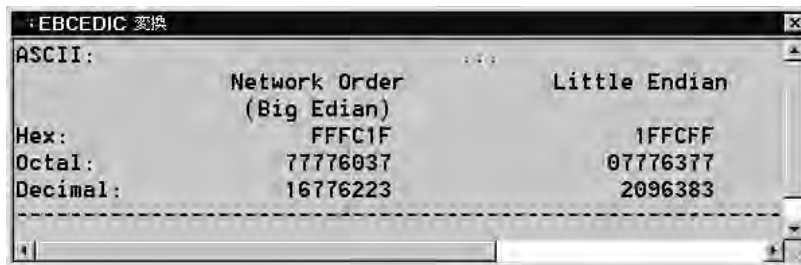 : EBCEDIC 変換
ASCII: . : .
Network Order Little Endian
(Big Edian)
Hex: FFFC1F 1FFCFF
Octal: 77776037 07776377
Decimal: 16776223 2096383